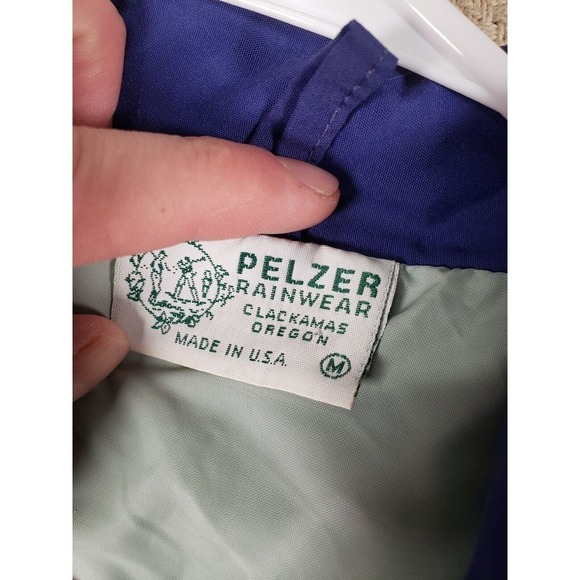 PELZER
RAINWEAR
CLACKAMAS
OREGON
MADE IN U.S.A. M